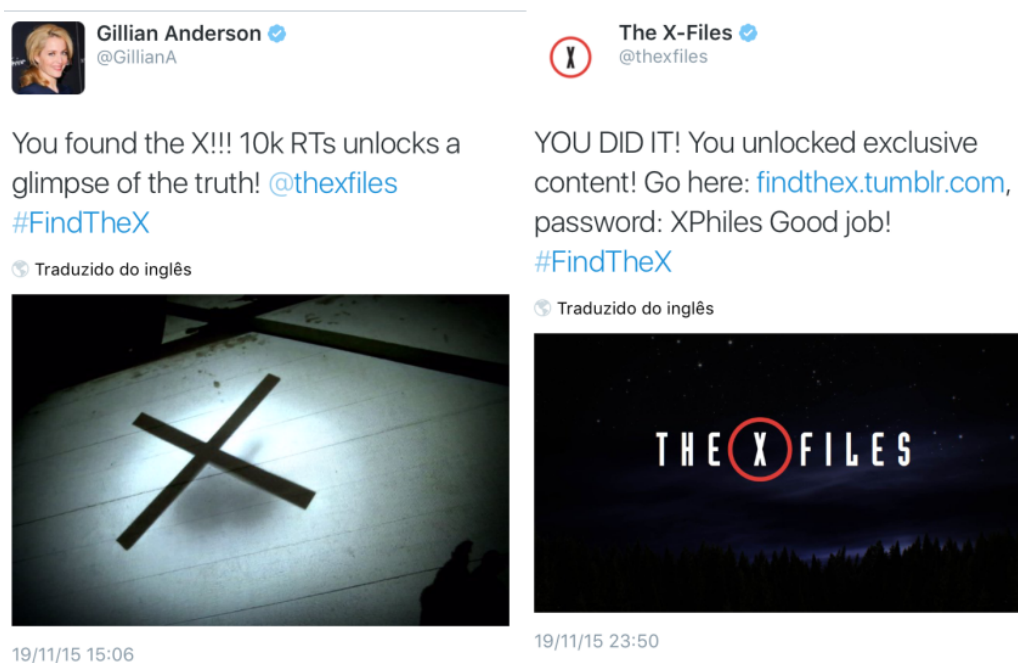 Gillian Anderson
@GillianA
You found the X!!! 10k RTs unlocks a
glimpse of the truth! @thexfiles
#FindTheX
Traduzido do inglês
19/11/15 15:06
X
The X-Files
@thexfiles
YOU DID IT! You unlocked exclusive
content! Go here: findthex.tumblr.com,
password: XPhiles Good job!
#FindTheX
Traduzido do inglês
THE X FILES
19/11/15 23:50